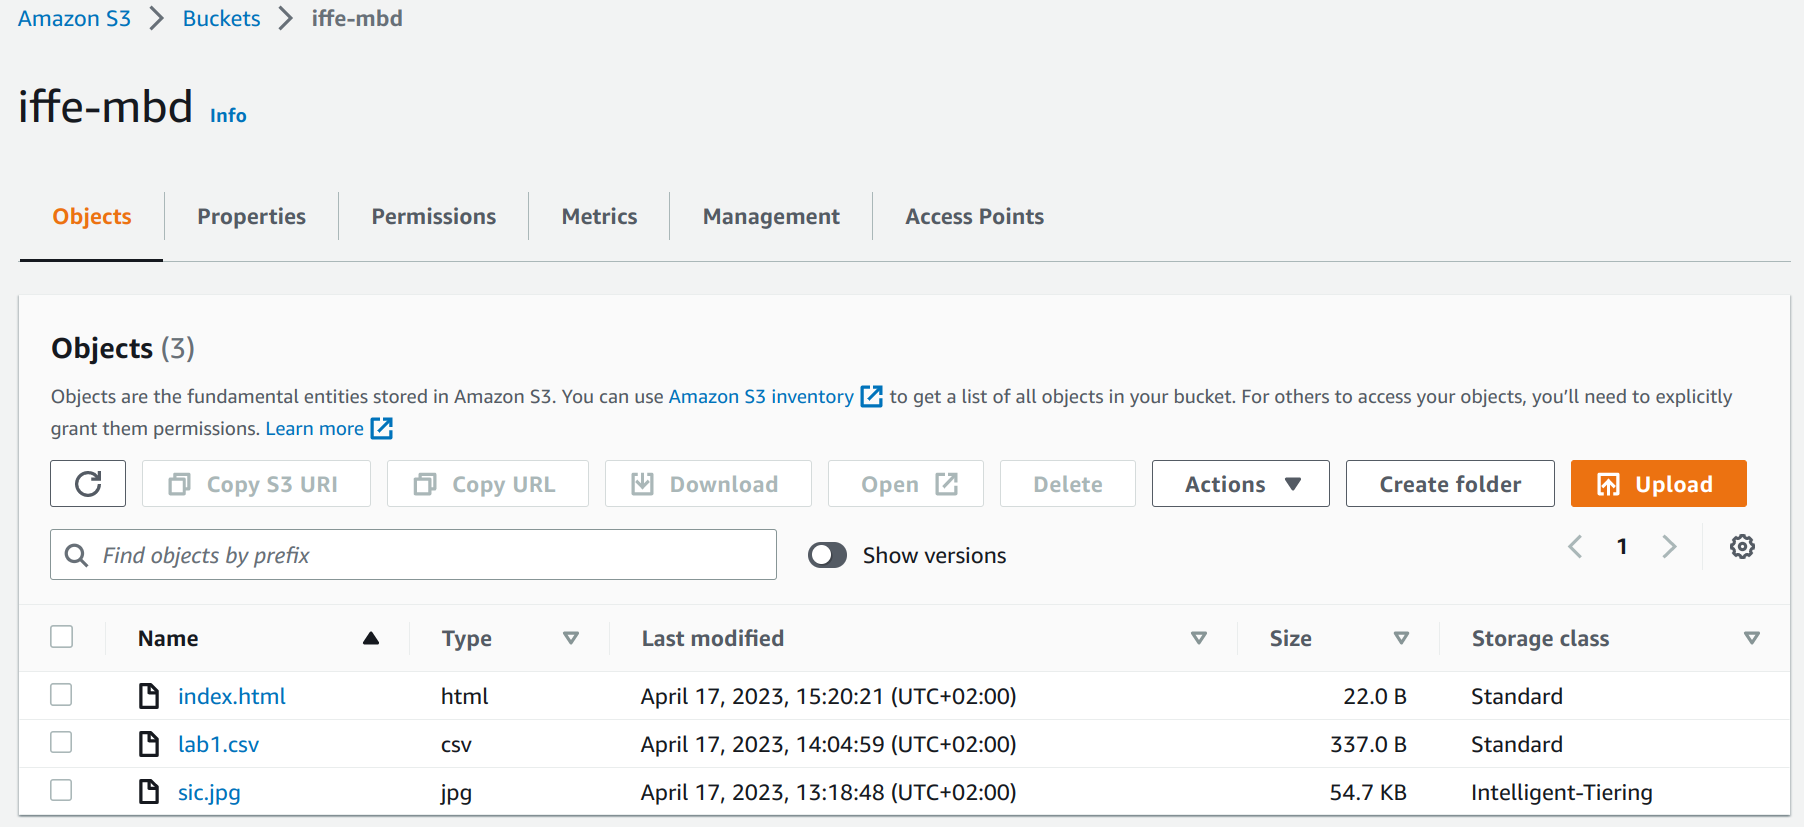 Amazon S3 > Buckets > iffe-mbd
iffe-mbd Info
Objects Properties Permissions Metrics Management Access Points
Objects (3)
Objects are the fundamental entities stored in Amazon S3. You can use Amazon S3 inventory to get a list of all objects in your bucket. For others to access your objects, you’ll need to explicitly
grant them permissions. Learn more
Copy S3 URI Copy URL Download Open Delete Actions Create folder Upload
Find objects by prefix Show versions 1
Name Type Last modified Size Storage class
index.html html April 17, 2023, 15:20:21 (UTC+02:00) 22.0 B Standard
lab1.csv csv April 17, 2023, 14:04:59 (UTC+02:00) 337.0 B Standard
sic.jpg jpg April 17, 2023, 13:18:48 (UTC+02:00) 54.7 KB Intelligent-Tiering